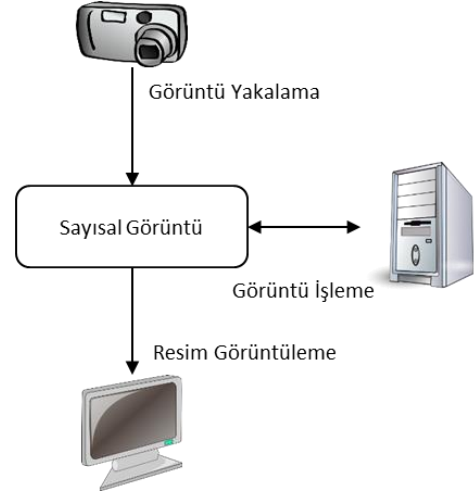 Görüntü Yakalama
Sayısal Görüntü
Görüntü İşleme
Resim Görüntüleme